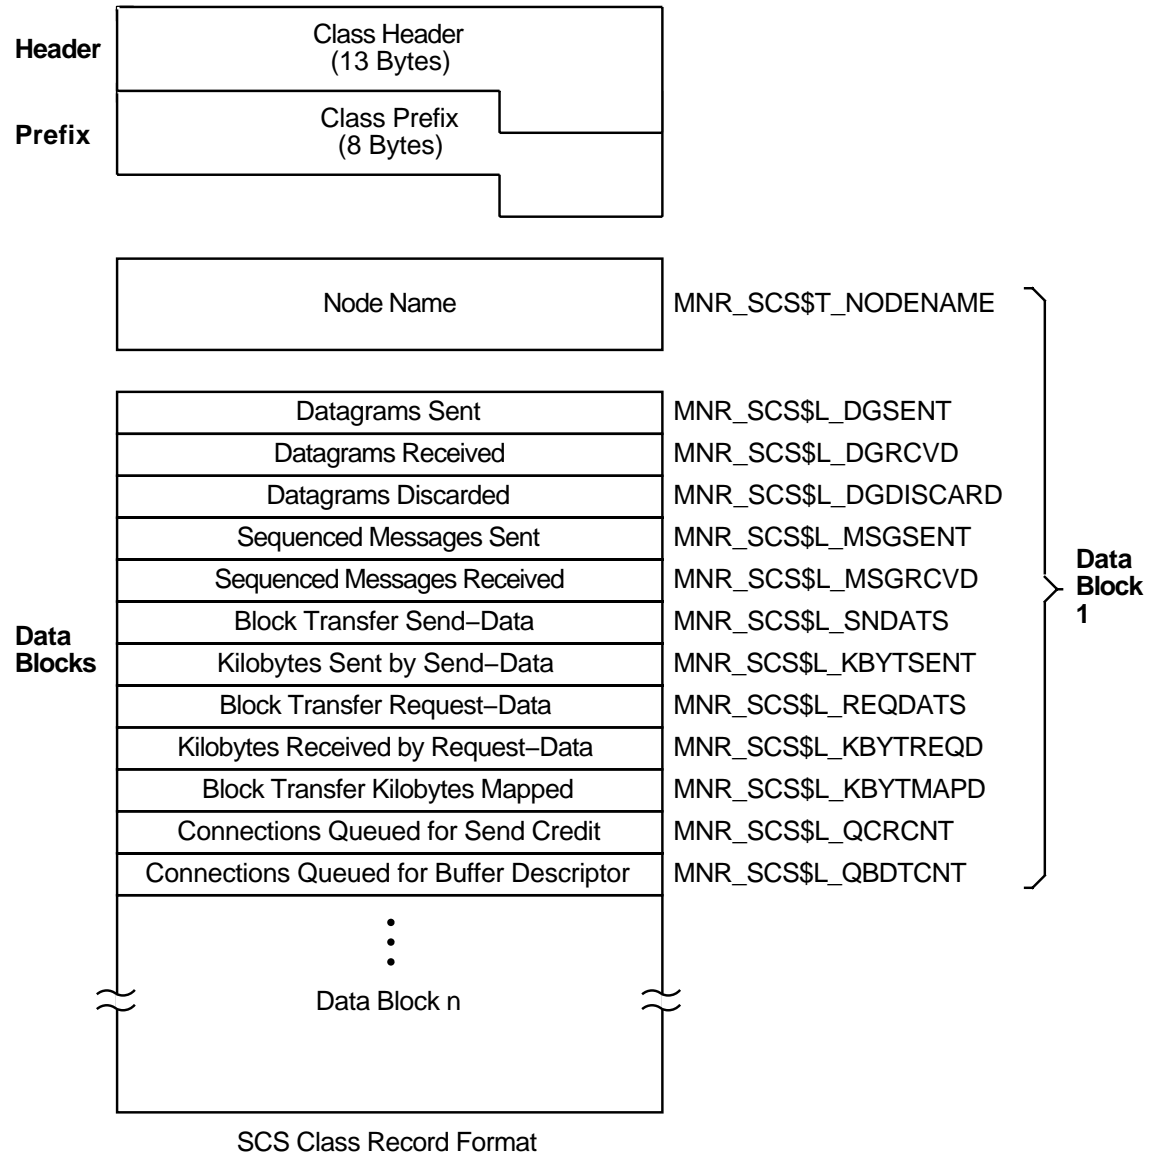 Header
Class Header
(13 Bytes)
Prefix
Class Prefix
(8 Bytes)
Node Name MNR_SCS$T_NODENAME
Datagrams Sent MNR_SCS$L_DGSENT
Datagrams Received MNR_SCS$L_DGRCVD
Datagrams Discarded MNR_SCS$L_DGDISCARD
Sequenced Messages Sent MNR_SCS$L_MSGSENT
Sequenced Messages Received MNR_SCS$L_MSGRCVD
Block Transfer Send−Data MNR_SCS$L_SNDATS
Kilobytes Sent by Send−Data MNR_SCS$L_KBYTSENT
Block Transfer Request−Data MNR_SCS$L_REQDATS
Kilobytes Received by Request−Data MNR_SCS$L_KBYTREQD
Block Transfer Kilobytes Mapped MNR_SCS$L_KBYTMAPD
Connections Queued for Send Credit MNR_SCS$L_QCRCNT
Connections Queued for Buffer Descriptor MNR_SCS$L_QBDTCNT
Data
Blocks
Data
Block
1
Data Block n
SCS Class Record Format